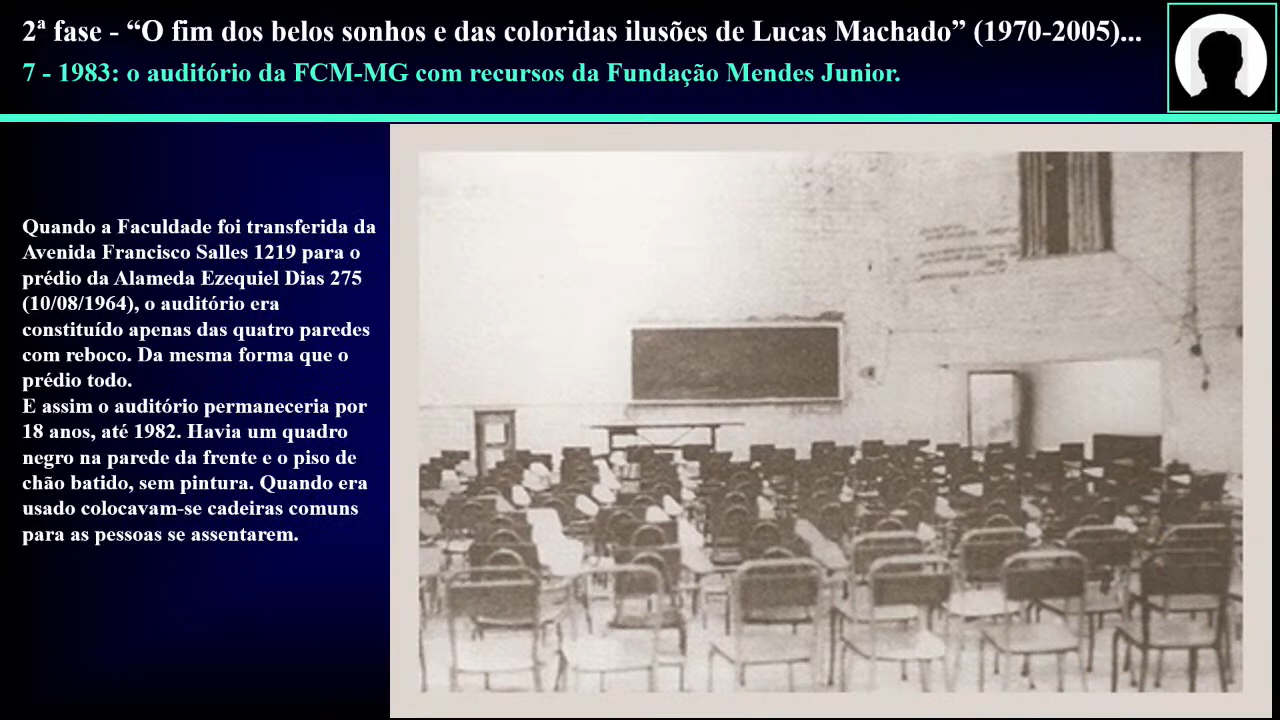 2ª fase - “O fim dos belos sonhos e das coloridas ilusões de Lucas Machado” (1970-2005)...
7 - 1983: o auditório da FCM-MG com recursos da Fundação Mendes Junior.
Quando a Faculdade foi transferida da
Avenida Francisco Salles 1219 para o
prédio da Alameda Ezequiel Dias 275
(10/08/1964), o auditório era
constituído apenas das quatro paredes
com reboco. Da mesma forma que o
prédio todo.
E assim o auditório permaneceria por
18 anos, até 1982. Havia um quadro
negro na parede da frente e o piso de
chão batido, sem pintura. Quando era
usado colocavam-se cadeiras comuns
para as pessoas se assentarem.